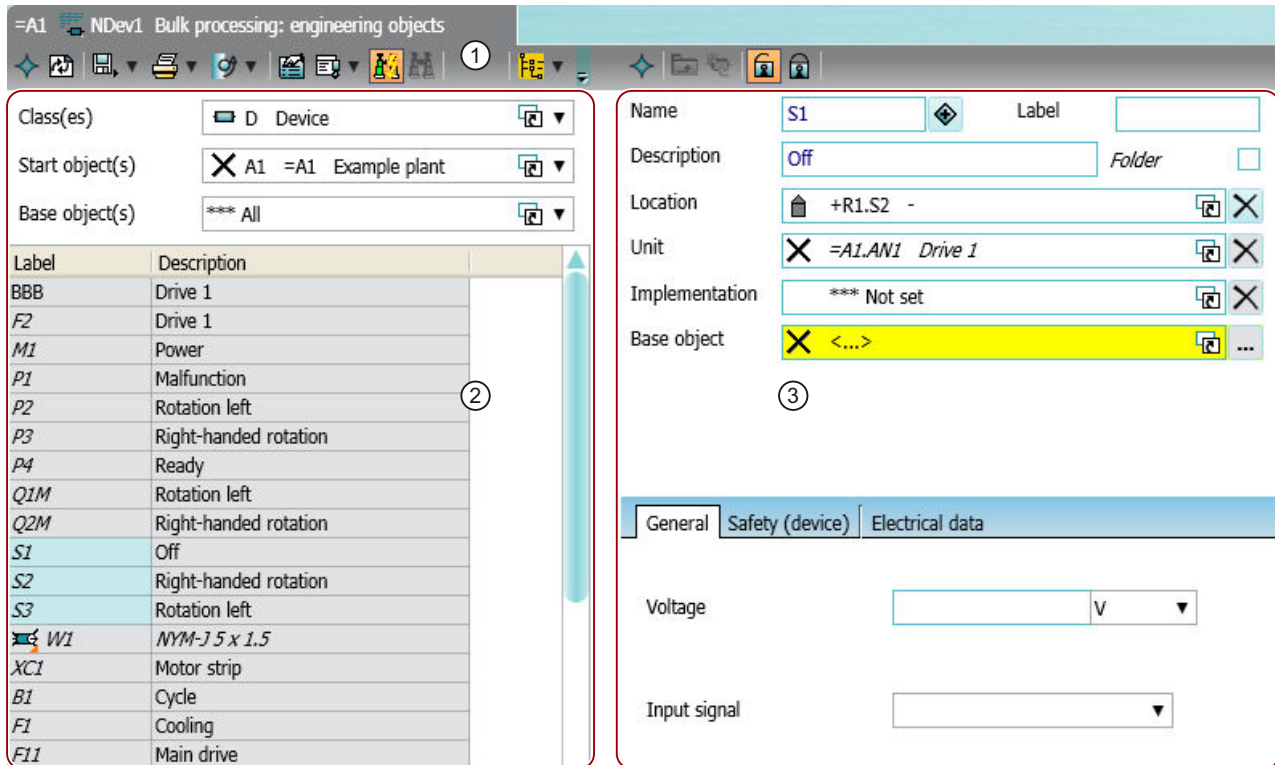 =A1 NDev1 Bulk processing: engineering objects
1
Class(es) D Device
Start object(s) A1 =A1 Example plant
Base object(s) *** All
Label Description
BBB Drive 1
F2 Drive 1
M1 Power
P1 Malfunction
P2 Rotation left
2
P3 Right-handed rotation
P4 Ready
Q1M Rotation left
Q2M Right-handed rotation
S1 Off
S2 Right-handed rotation
S3 Rotation left
W1 NYM-J 5 x 1.5
XC1 Motor strip
B1 Cycle
F1 Cooling
F11 Main drive
Name S1 Label
Description Off Folder
Location +R1.S2 -
Unit =A1.AN1 Drive 1
Implementation *** Not set
Base object <...> ...
3
General Safety (device) Electrical data
Voltage V
Input signal